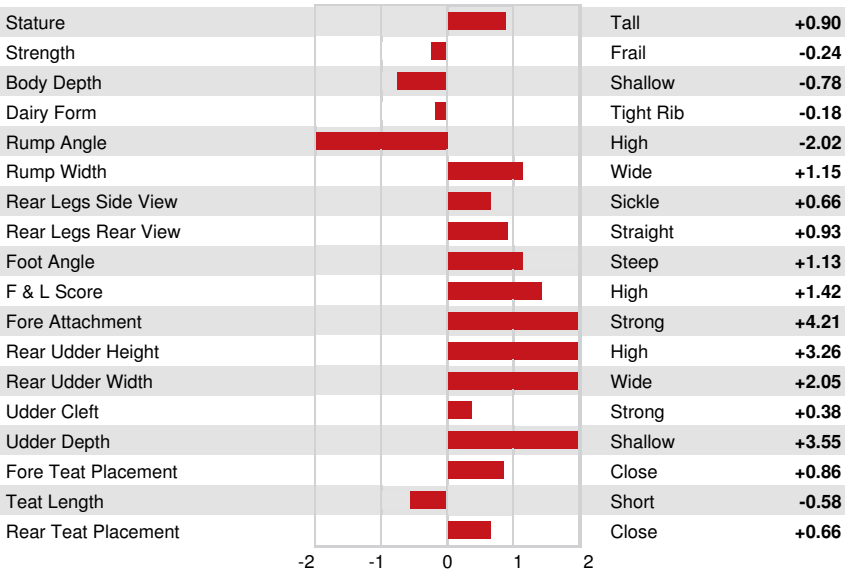 Stature Tall +0.90
Strength Frail -0.24
Body Depth Shallow -0.78
Dairy Form Tight Rib -0.18
Rump Angle High -2.02
Rump Width Wide +1.15
Rear Legs Side View Sickle +0.66
Rear Legs Rear View Straight +0.93
Foot Angle Steep +1.13
F & L Score High +1.42
Fore Attachment Strong +4.21
Rear Udder Height High +3.26
Rear Udder Width Wide +2.05
Udder Cleft Strong +0.38
Udder Depth Shallow +3.55
Fore Teat Placement Close +0.86
Teat Length Short -0.58
Rear Teat Placement Close +0.66
-2 -1 0 1 2